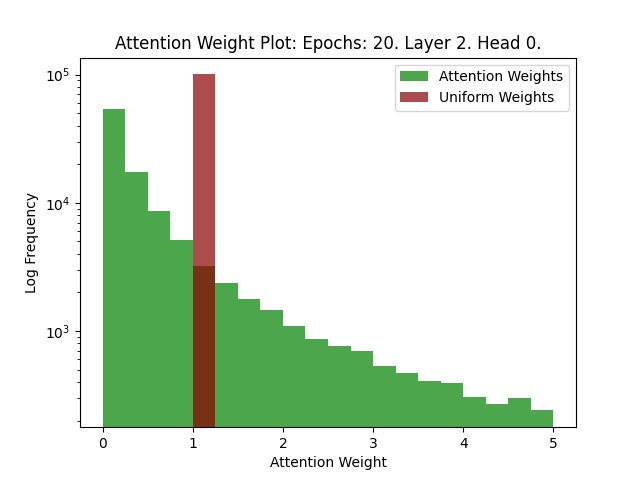 Attention Weight Plot: Epochs: 20. Layer 2. Head 0.
Attention Weights
Uniform Weights
10^5
10^4
10^3
Log Frequency
0 1 2 3 4 5
Attention Weight